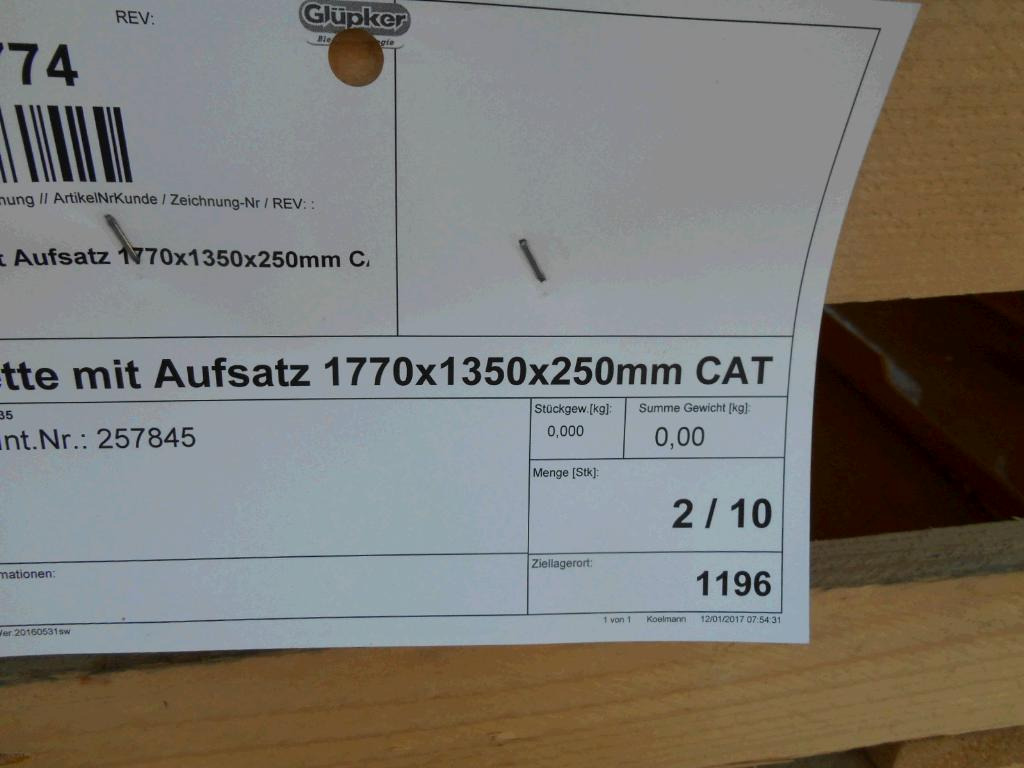 REV:
Glüpker
774
nung // ArtikelNrKunde / Zeichnung-Nr / REV: :
t Aufsatz 1770x1350x250mm CA
ette mit Aufsatz 1770x1350x250mm CAT
35
Int.Nr.: 257845
Stückgew.[kg]:
0,000
Summe Gewicht [kg]:
0,00
Menge [Stk]:
2 / 10
mationen:
Ziellagerort:
1196
Ver.20160531sw
1 von 1 Koelmann 12/01/2017 07:54:31